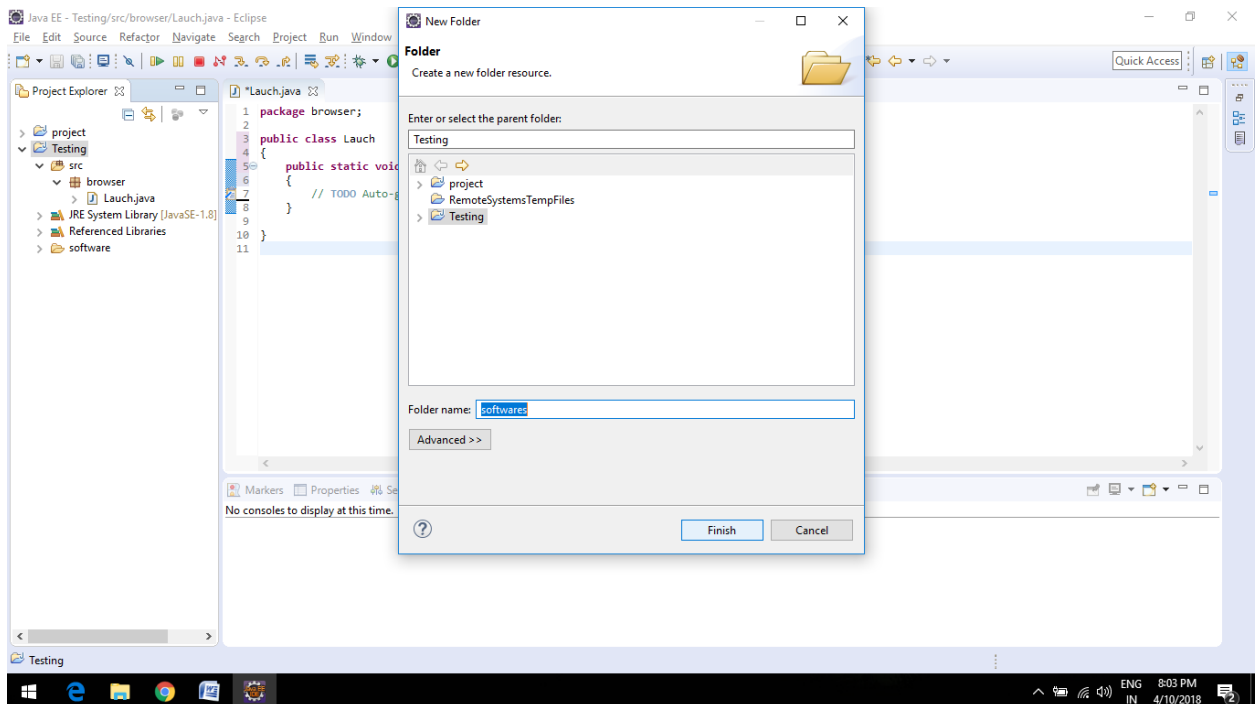 Java EE - Testing/src/browser/Lauch.java - Eclipse
File Edit Source Refactor Navigate Search Project Run Window
Quick Access
Project Explorer
project
Testing
src
browser
Lauch.java
JRE System Library [JavaSE-1.8]
Referenced Libraries
software
*Lauch.java
1 package browser;
2
3 public class Lauch
4 {
5 public static voic
6 {
7 // TODO Auto-g
8 }
9
10 }
11
New Folder
Folder
Create a new folder resource.
Enter or select the parent folder:
Testing
project
RemoteSystemsTempFiles
Testing
Folder name: softwares
Advanced >>
Finish Cancel
Markers Properties Se
No consoles to display at this time.
Testing
ENG 8:03 PM
IN 4/10/2018
2